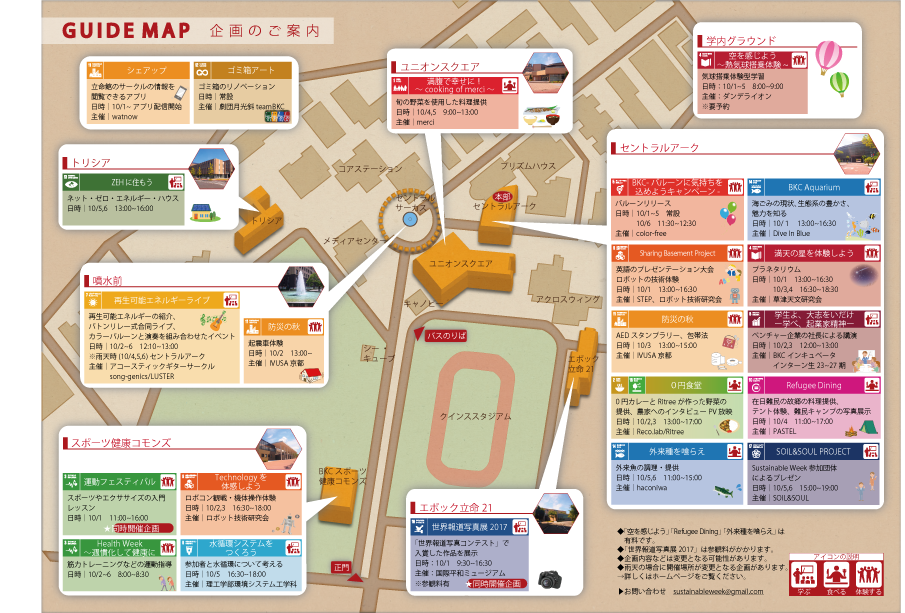 GUIDE MAP 企画のご案内
シェアップ
立命館のサークルの情報を
閲覧できるアプリ
日時｜10/1~ アプリ配信開始
主催｜watnow
ゴミ箱アート
ゴミ箱のリノベーション
日時｜常設
主催｜劇団月光斜 teamBKC
ユニオンスクエア
満腹で幸せに！
～ cooking of merci ～
旬の野菜を使用した料理提供
日時｜10/4,5 9:00~13:00
主催｜merci
学内グラウンド
空を感じよう
～熱気球搭乗体験～
気球搭乗体験型学習
日時｜10/1~5 8:00~9:00
主催：ダンデライオン
※要予約
トリシア
ZEHに住もう
ネット・ゼロ・エネルギー・ハウス
日時｜10/5,6 13:00~16:00
セントラルアーク
BKC- バルーンに気持ちを
込めようキャンペーン -
バルーンリリース
日時｜10/1~5 常設
10/6 11:30~12:30
主催｜color-free
BKC Aquarium
海ごみの現状、生態系の豊かさ、
魅力を知る
日時｜10/1 13:00~16:30
主催｜Dive In Blue
Sharing Basement Project
英語のプレゼンテーション大会
ロボットの技術体験
日時｜10/1 13:00~16:30
主催｜STEP、ロボット技術研究会
満天の星を体験しよう
プラネタリウム
日時｜10/1 13:00~16:30
10/3,4 16:30~18:30
主催｜草津天文研究会
防災の秋
AED スタンプラリー、包帯法
日時｜10/3 13:00~15:00
主催｜IVUSA 京都
学生よ、大志をいだけ
ー学べ、起業家精神ー
ベンチャー企業の社長による講演
日時｜10/2,3 12:00~13:00
主催｜BKC インキュベータ
インターン生 23~27 期
０円食堂
０円カレーと RItree が作った野菜の
提供、農家へのインタビュー PV 放映
日時｜10/2,3 13:00~17:00
主催｜Reco.lab/RItree
Refugee Dining
在日難民の故郷の料理提供、
テント体験、難民キャンプの写真展示
日時｜10/4 11:00~17:00
主催｜PASTEL
外来種を喰らえ
外来魚の調理・提供
日時｜10/5,6 11:00~15:00
主催｜haconiwa
SOIL&SOUL PROJECT
Sustainable Week 参加団体
によるプレゼン
日時｜10/5,6 15:00~19:00
主催｜SOIL&SOUL
コアステーション
プリズムハウス
セントラル
サーカス
本部
セントラルアーク
トリシア
メディアセンター
ユニオンスクエア
キャノピー
アクロスウィング
噴水前
再生可能エネルギーライブ
再生可能エネルギーの紹介、
バトンリレー式合同ライブ、
カラーバルーンと演奏を組み合わせたイベント
日時｜10/2~6 12:10~13:00
※雨天時 (10/4,5,6) セントラルアーク
主催｜アコースティックギターサークル
song-genics/LUSTER
防災の秋
起震車体験
日時｜10/2 13:00~
主催｜IVUSA 京都
バスのりば
シー・
キューブ
エポック
立命 21
クインススタジアム
BKC スポーツ
健康コモンズ
正門
スポーツ健康コモンズ
運動フェスティバル
スポーツやエクササイズの入門
レッスン
日時｜10/1 11:00~16:00
★同時開催企画
Technology を
体感しよう
ロボコン観戦・機体操作体験
日時｜10/2,3 16:30~18:00
主催｜ロボット技術研究会
Health Week
～週慣化して健康に
筋力トレーニングなどの運動指導
日時｜10/2~6 8:00~8:30
水循環システムを
つくろう
参加者と水循環について考える
日時｜10/5 16:30~18:00
主催｜理工学部環境システム工学科
エポック立命 21
世界報道写真展 2017
「世界報道写真コンテスト」で
入賞した作品を展示
日時｜10/1 9:30~16:30
主催：国際平和ミュージアム
※参観料有 ★同時開催企画
◆「空を感じよう」「Refugee Dining」「外来種を喰らえ」は
有料です。
◆「世界報道写真展 2017」は参観料がかかります。
◆企画内容などは変更となる可能性があります。
◆雨天の場合に開催場所が変更となる企画があります。
→詳しくはホームページをご覧ください。
▶お問い合わせ sustainableweek@gmail.com
アイコンの説明
学ぶ 食べる 体験する